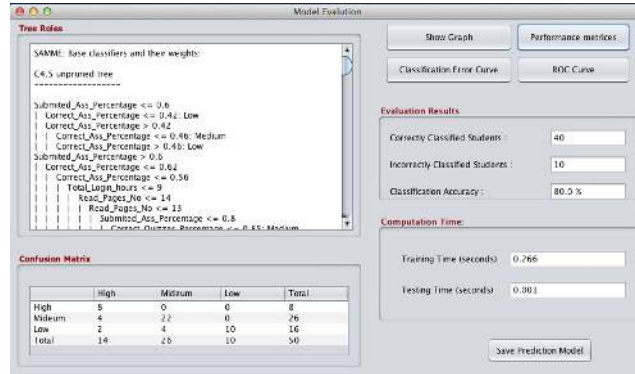 Model Evalution
Tree Roles
SAMME: Base classifiers and their weights:
C4.5 unpruned tree
------------------
Submited_Ass_Percentage <= 0.6
| Correct_Ass_Percentage <= 0.42: Low
| Correct_Ass_Percentage > 0.42
| | Correct_Ass_Percentage <= 0.46: Medium
| | Correct_Ass_Percentage > 0.46: Low
Submited_Ass_Percentage > 0.6
| Correct_Ass_Percentage <= 0.62
| | Correct_Ass_Percentage <= 0.56
| | | Total_Login_hours <= 9
| | | | Read_Pages_No <= 14
| | | | | Read_Pages_No <= 13
| | | | | | Submited_Ass_Percentage <= 0.8
| | | | | | | Correct_Quizzes_Percentage <= 0.85: Medium
Show Graph
Performance metrices
Classification Error Curve
ROC Curve
Evaluation Results
Correctly Classified Students : 40
Incorrectly Classified Students : 10
Classification Accuracy : 80.0 %
Computation Time:
Training Time (seconds) 0.266
Testing Time (seconds) 0.001
Save Prediction Model
Confusion Matrix
High Mideum Low Total
High 8 0 0 8
Mideum 4 22 0 26
Low 2 4 10 16
Total 14 26 10 50